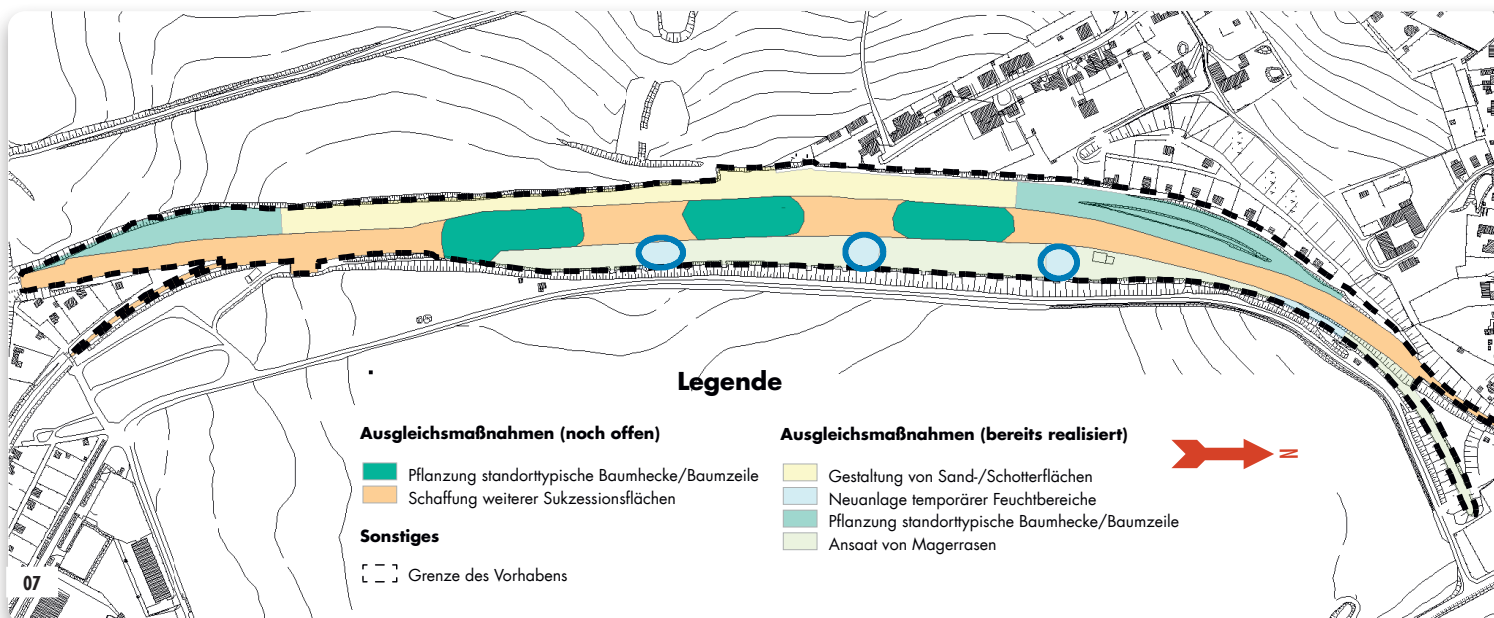 Legende
Ausgleichsmaßnahmen (noch offen)
Pflanzung standorttypische Baumhecke/Baumzeile
Schaffung weiterer Sukzessionsflächen
Sonstiges
Grenze des Vorhabens
Ausgleichsmaßnahmen (bereits realisiert)
Gestaltung von Sand-/Schotterflächen
Neuanlage temporärer Feuchtbereiche
Pflanzung standorttypische Baumhecke/Baumzeile
Ansaat von Magerrasen
N
07